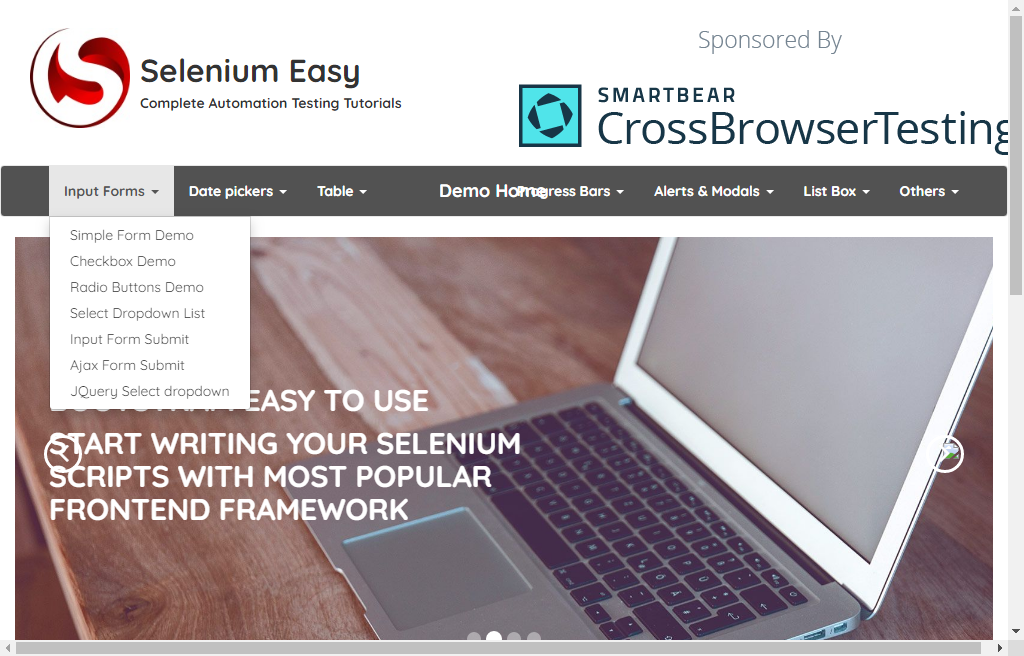 Sponsored By
Selenium Easy
Complete Automation Testing Tutorials
SMARTBEAR
CrossBrowserTesting
Input Forms
Date pickers
Table
Demo Home
Progress Bars
Alerts & Modals
List Box
Others
Simple Form Demo
Checkbox Demo
Radio Buttons Demo
Select Dropdown List
Input Form Submit
Ajax Form Submit
JQuery Select dropdown
EASY TO USE
START WRITING YOUR SELENIUM
SCRIPTS WITH MOST POPULAR
FRONTEND FRAMEWORK